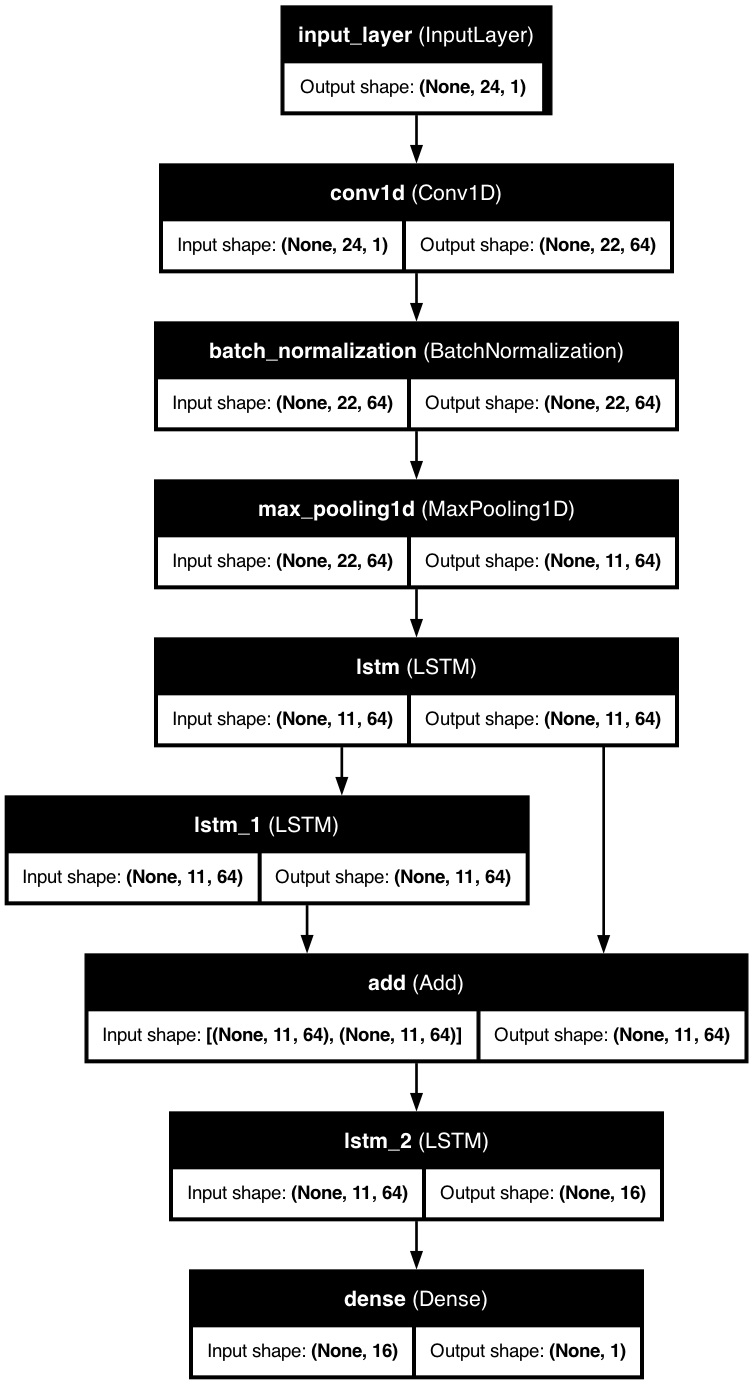 input_layer (InputLayer)
Output shape: (None, 24, 1)
conv1d (Conv1D)
Input shape: (None, 24, 1) Output shape: (None, 22, 64)
batch_normalization (BatchNormalization)
Input shape: (None, 22, 64) Output shape: (None, 22, 64)
max_pooling1d (MaxPooling1D)
Input shape: (None, 22, 64) Output shape: (None, 11, 64)
lstm (LSTM)
Input shape: (None, 11, 64) Output shape: (None, 11, 64)
lstm_1 (LSTM)
Input shape: (None, 11, 64) Output shape: (None, 11, 64)
add (Add)
Input shape: [(None, 11, 64), (None, 11, 64)] Output shape: (None, 11, 64)
lstm_2 (LSTM)
Input shape: (None, 11, 64) Output shape: (None, 16)
dense (Dense)
Input shape: (None, 16) Output shape: (None, 1)